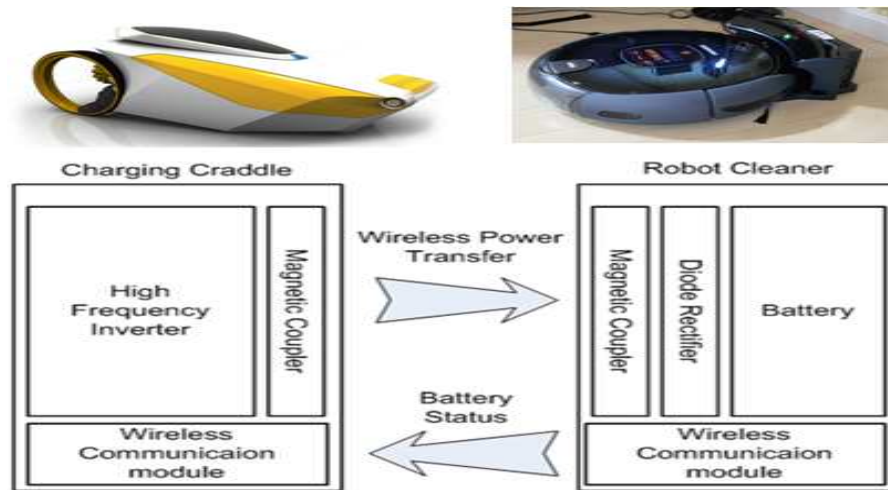 Charging Craddle
Robot Cleaner
High
Frequency
Inverter
Magnetic Coupler
Wireless Power
Transfer
Magnetic Coupler
Diode Rectifier
Battery
Battery
Status
Wireless
Communicaion
module
Wireless
Communicaion
module